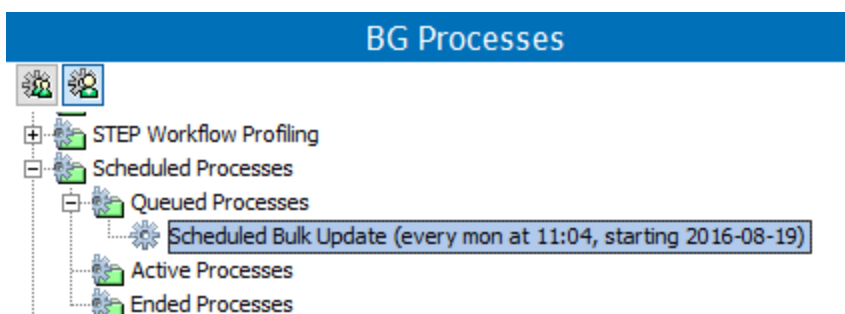 BG Processes
STEP Workflow Profiling
Scheduled Processes
Queued Processes
Scheduled Bulk Update (every mon at 11:04, starting 2016-08-19)
Active Processes
Ended Processes